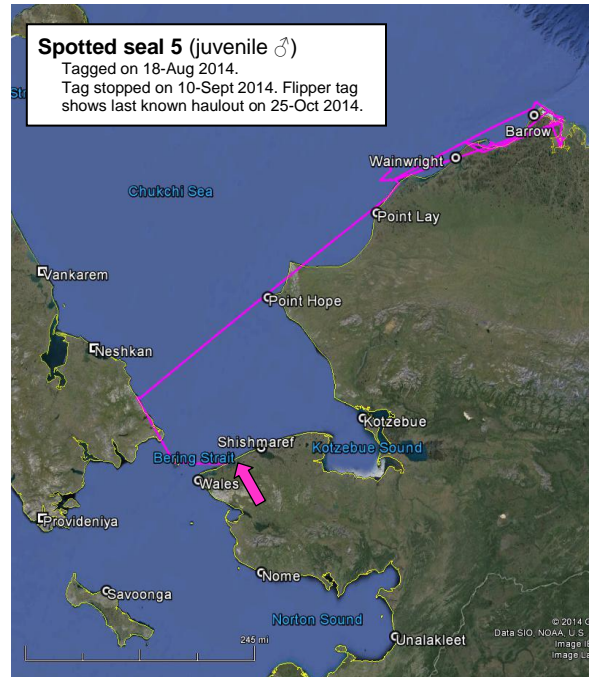 Spotted seal 5 (juvenile ♂)
Tagged on 18-Aug 2014.
Tag stopped on 10-Sept 2014. Flipper tag
shows last known haulout on 25-Oct 2014.
Barrow
Wainwright
Chukchi Sea
Point Lay
Vankarem
Point Hope
Neshkan
Kotzebue
Shishmaref
Kotzebue Sound
Bering Strait
Wales
Provideniya
Nome
Savoonga
Norton Sound
Unalakleet
245 mi
© 2014
Data SIO, NOAA, U.S
Image
Image